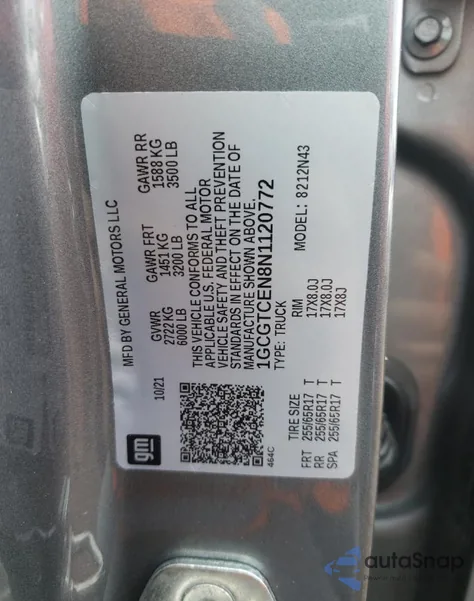 MFD BY GENERAL MOTORS LLC
10/21
GVWR
2722 KG
6000 LB
GAWR FRT
1451 KG
3200 LB
GAWR RR
1588 KG
3500 LB
THIS VEHICLE CONFORMS TO ALL
APPLICABLE U.S. FEDERAL MOTOR
VEHICLE SAFETY AND THEFT PREVENTION
STANDARDS IN EFFECT ON THE DATE OF
MANUFACTURE SHOWN ABOVE.
1GCGTCEN8N1120772
TYPE: TRUCK
MODEL: 8212N43
gm
464C
TIRE SIZE RIM
FRT 255/65R17 T 17X8.0J
RR 255/65R17 T 17X8.0J
SPA 255/65R17 T 17X8J
autaSnap